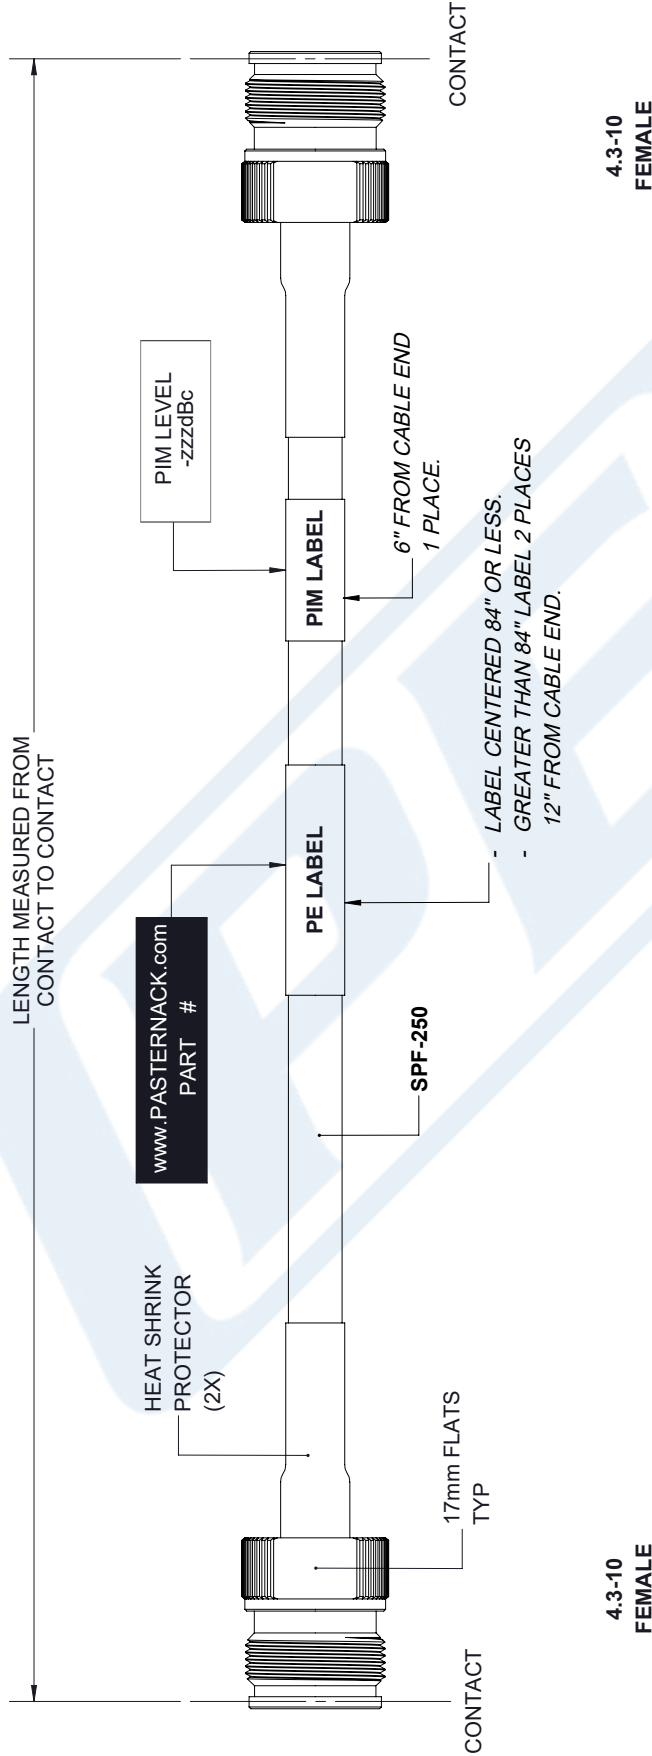 LENGTH MEASURED FROM
CONTACT TO CONTACT
HEAT SHRINK
PROTECTOR
(2X)
www.PASTERNACK.com
PART #
PIM LEVEL
-zzzdBc
PE LABEL
PIM LABEL
6" FROM CABLE END
1 PLACE.
17mm FLATS
TYP
SPF-250
- LABEL CENTERED 84" OR LESS.
- GREATER THAN 84" LABEL 2 PLACES
12" FROM CABLE END.
CONTACT
CONTACT
4.3-10
FEMALE
4.3-10
FEMALE